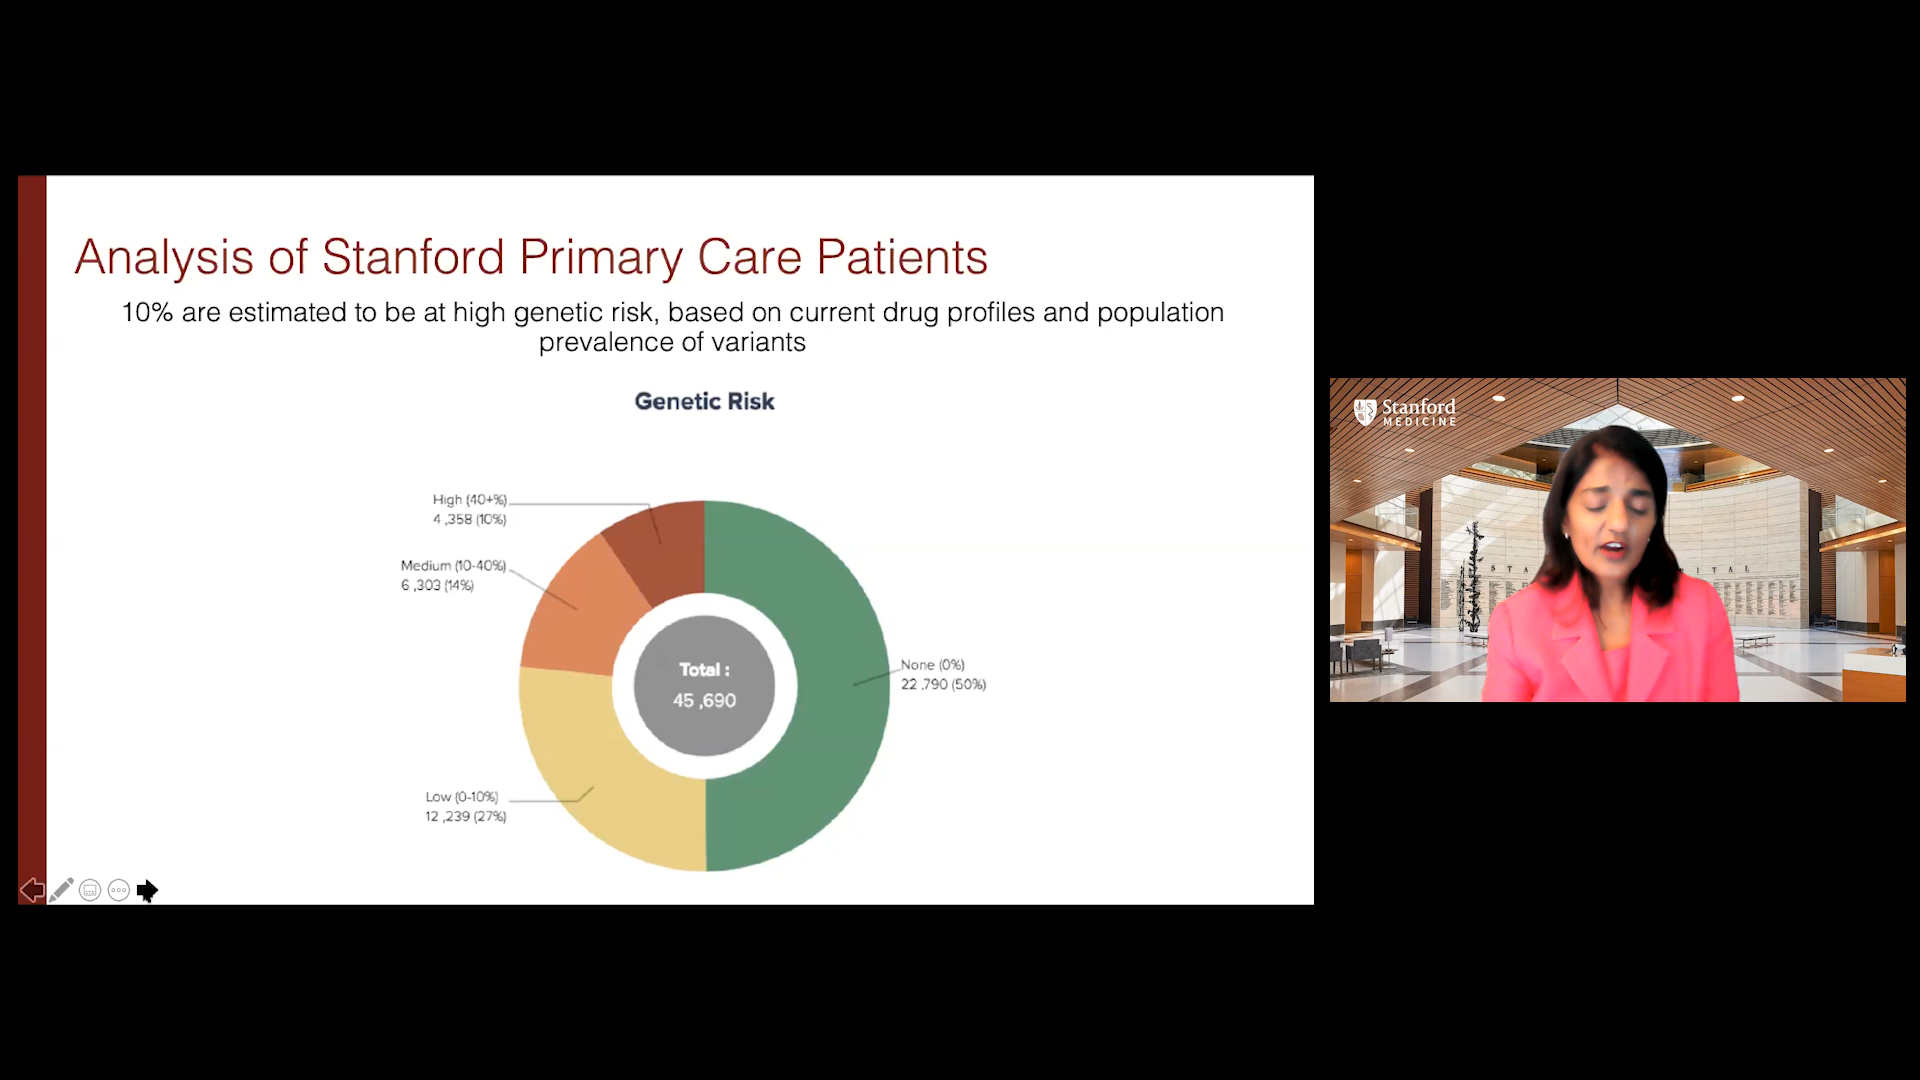 Analysis of Stanford Primary Care Patients
10% are estimated to be at high genetic risk, based on current drug profiles and population
prevalence of variants
Genetic Risk
High (40+%)
4 ,358 (10%)
Medium (10-40%)
6 ,303 (14%)
None (0%)
22 ,790 (50%)
Total :
45 ,690
Low (0-10%)
12 ,239 (27%)
Stanford
MEDICINE